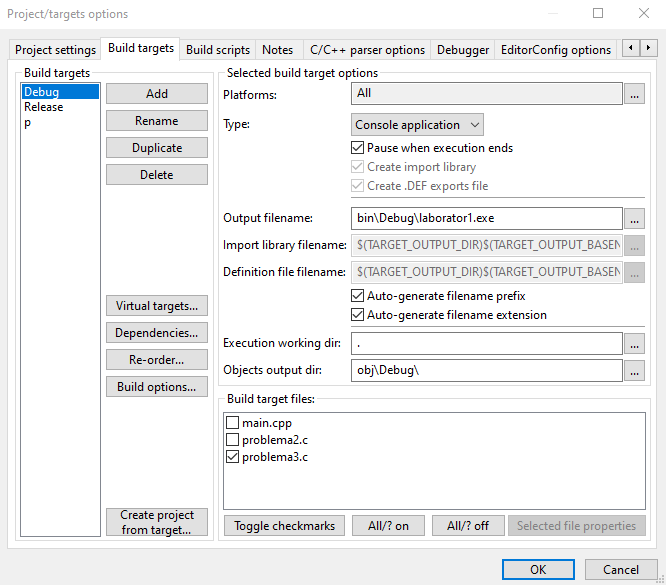 Project/targets options
Project settings
Build targets
Build scripts
Notes
C/C++ parser options
Debugger
EditorConfig options
Build targets
Debug
Release
p
Add
Rename
Duplicate
Delete
Virtual targets...
Dependencies...
Re-order...
Build options...
Create project
from target...
Selected build target options
Platforms:
All
...
Type:
Console application
Pause when execution ends
Create import library
Create .DEF exports file
Output filename:
bin\Debug\laborator1.exe
...
Import library filename:
$(TARGET_OUTPUT_DIR)$(TARGET_OUTPUT_BASEN
...
Definition file filename:
$(TARGET_OUTPUT_DIR)$(TARGET_OUTPUT_BASEN
...
Auto-generate filename prefix
Auto-generate filename extension
Execution working dir:
.
...
Objects output dir:
obj\Debug\
...
Build target files:
main.cpp
problema2.c
problema3.c
Toggle checkmarks
All/? on
All/? off
Selected file properties
OK
Cancel